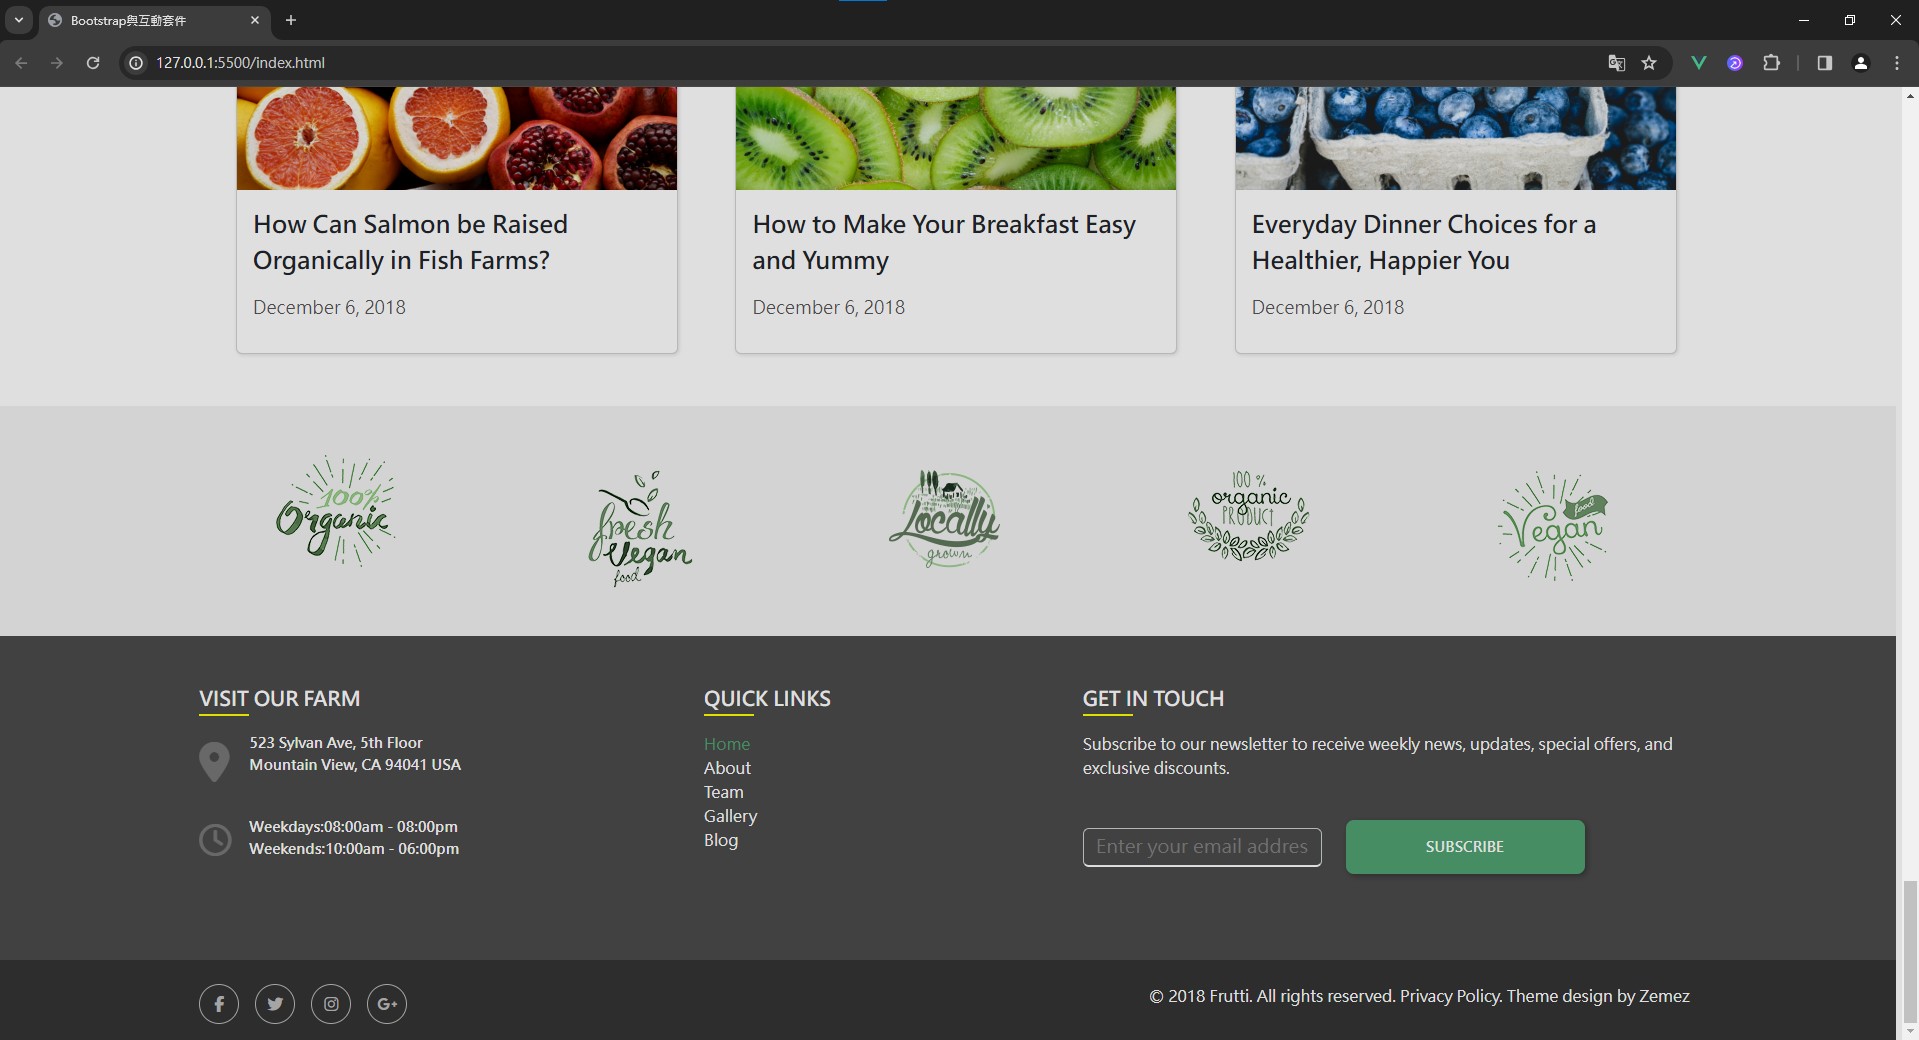 Bootstrap與互動套件
127.0.0.1:5500/index.html
How Can Salmon be Raised
Organically in Fish Farms?
December 6, 2018
How to Make Your Breakfast Easy
and Yummy
December 6, 2018
Everyday Dinner Choices for a
Healthier, Happier You
December 6, 2018
100%
Organic
fresh
Vegan
food
Locally
grown
100 %
organic
PRODUCT
food
Vegan
VISIT OUR FARM
523 Sylvan Ave, 5th Floor
Mountain View, CA 94041 USA
Weekdays:08:00am - 08:00pm
Weekends:10:00am - 06:00pm
QUICK LINKS
Home
About
Team
Gallery
Blog
GET IN TOUCH
Subscribe to our newsletter to receive weekly news, updates, special offers, and
exclusive discounts.
Enter your email addres
SUBSCRIBE
© 2018 Frutti. All rights reserved. Privacy Policy. Theme design by Zemez